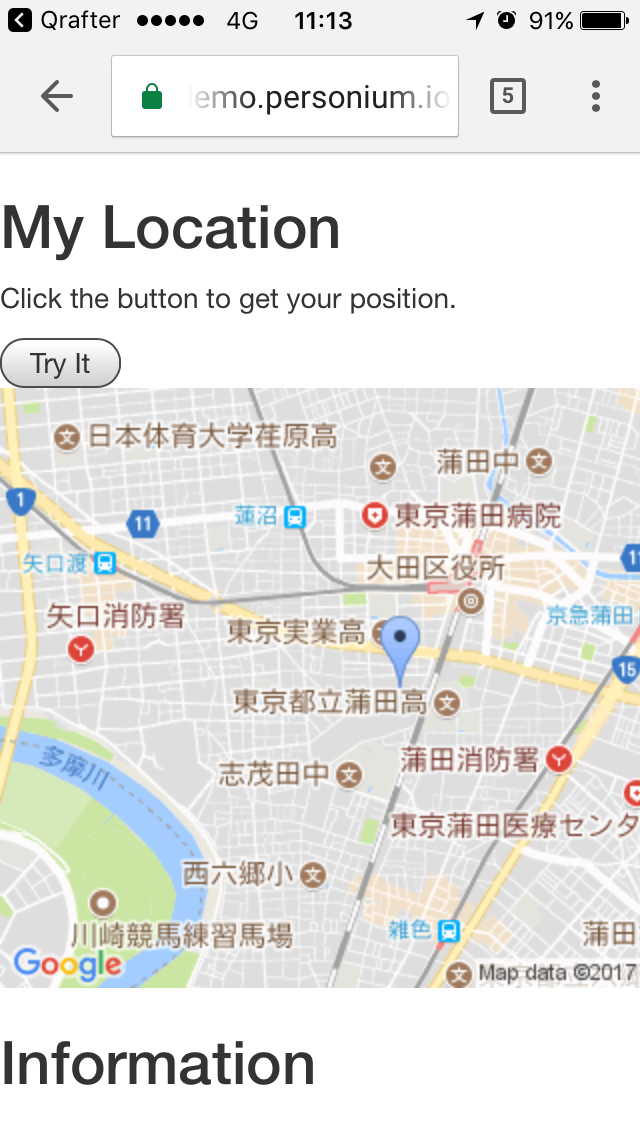 Qrafter 4G 11:13 91%
emo.personium.io
5
My Location
Click the button to get your position.
Try It
日本体育大学荏原高
蒲田中
1
11
蓮沼
東京蒲田病院
矢口渡
大田区役所
矢口消防署
京急蒲田
東京実業高
15
東京都立蒲田高
多摩川
志茂田中
蒲田消防署
東京蒲田医療センタ
西六郷小
川崎競馬練習馬場
雑色
蒲田
Google
Map data ©2017
Information